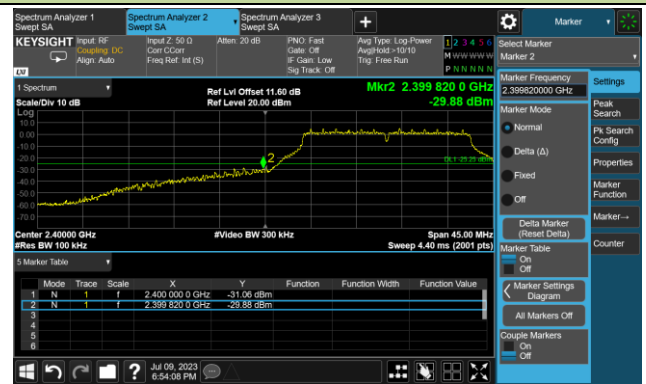 Spectrum Analyzer 1
Swept SA
Spectrum Analyzer 2
Swept SA
Spectrum Analyzer 3
Swept SA
Marker
KEYSIGHT
LXI
Input: RF
Coupling: DC
Align: Auto
Input Z: 50 Ω
Corr CCorr
Freq Ref: Int (S)
Atten: 20 dB
PNO: Fast
Gate: Off
IF Gain: Low
Sig Track: Off
Avg Type: Log-Power
Avg|Hold:>10/10
Trig: Free Run
1 2 3 4 5 6
M W W W W W
P N N N N N
Select Marker
Marker 2
1 Spectrum
Scale/Div 10 dB
Log
Ref Lvl Offset 11.60 dB
Ref Level 20.00 dBm
Mkr2 2.399 820 0 GHz
-29.88 dBm
10.0
0.00
-10.0
-20.0
-30.0
-40.0
-50.0
-60.0
-70.0
2
DL1 -25.25 dBm
Center 2.40000 GHz
#Res BW 100 kHz
#Video BW 300 kHz
Span 45.00 MHz
Sweep 4.40 ms (2001 pts)
5 Marker Table
Mode Trace Scale X Y Function Function Width Function Value
1 N 1 f 2.400 000 0 GHz -31.06 dBm
2 N 1 f 2.399 820 0 GHz -29.88 dBm
3
4
5
6
Marker Frequency
2.399820000 GHz
Marker Mode
Normal
Delta (Δ)
Fixed
Off
Delta Marker
(Reset Delta)
Marker Table
On
Off
Marker Settings
Diagram
All Markers Off
Couple Markers
On
Off
Settings
Peak
Search
Pk Search
Config
Properties
Marker
Function
Marker→
Counter
?
Jul 09, 2023
6:54:08 PM